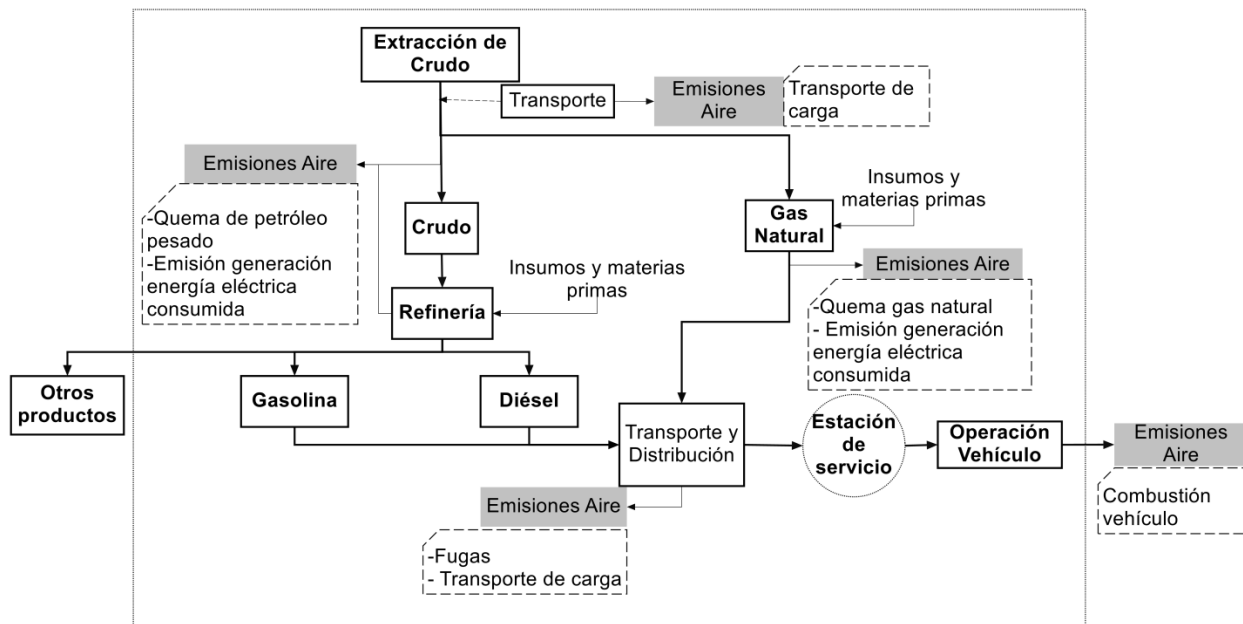 Extracción de
Crudo
Transporte
Emisiones
Aire
Transporte de
carga
Emisiones Aire
-Quema de petróleo
pesado
-Emisión generación
energía eléctrica
consumida
Crudo
Insumos y
materias primas
Gas
Natural
Emisiones Aire
-Quema gas natural
- Emisión generación
energía eléctrica
consumida
Insumos y materias
primas
Refinería
Otros
productos
Gasolina
Diésel
Transporte y
Distribución
Estación
de
servicio
Operación
Vehículo
Emisiones
Aire
Combustión
vehículo
Emisiones Aire
-Fugas
- Transporte de carga